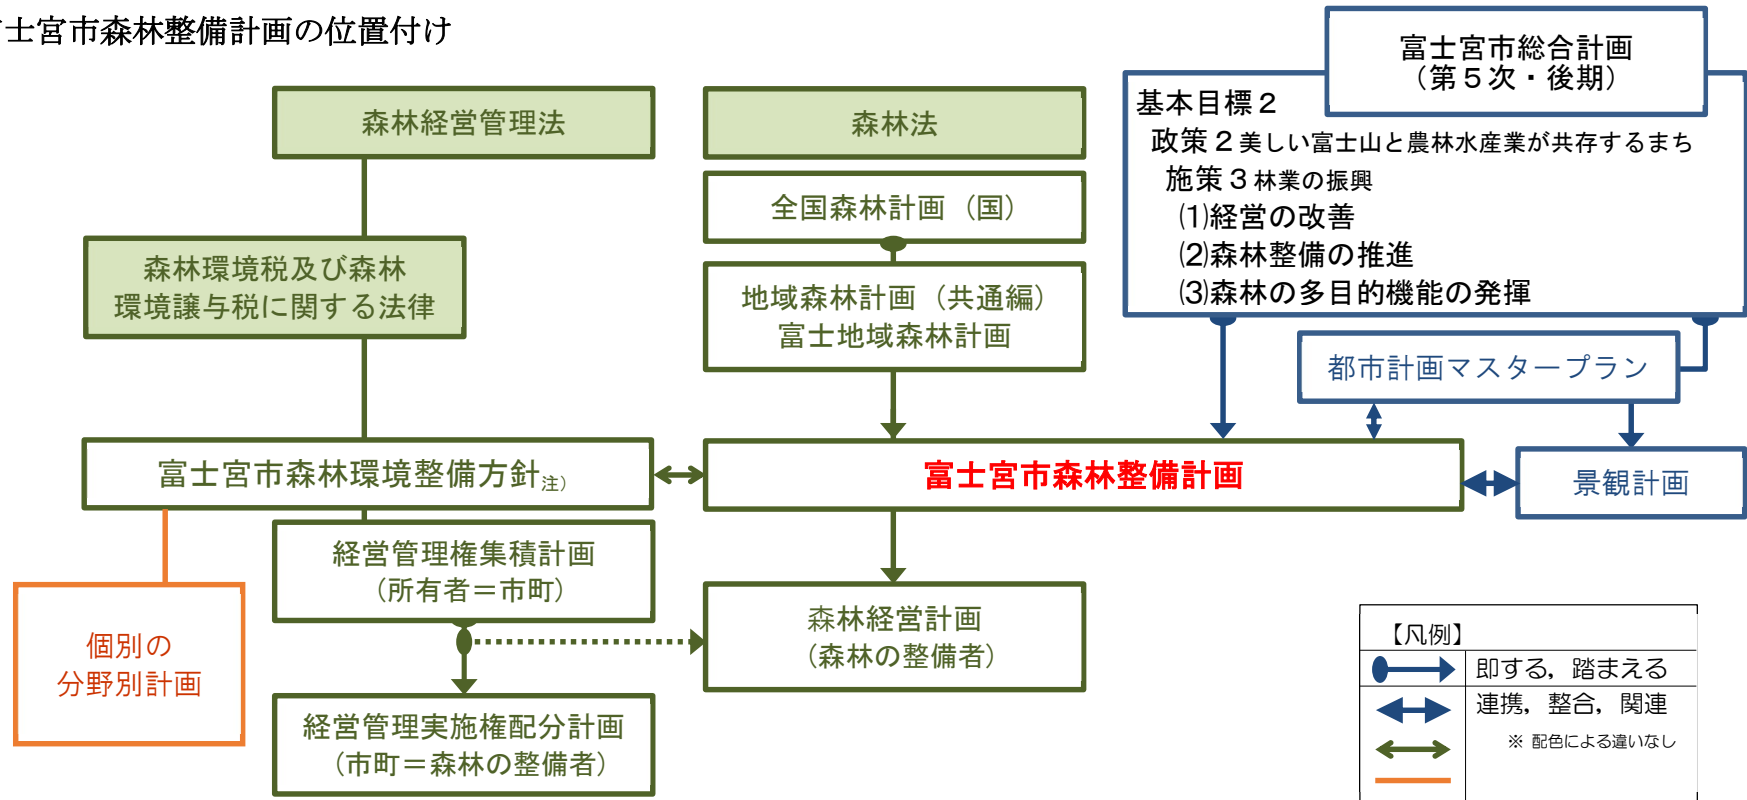 士宮市森林整備計画の位置付け
富士宮市総合計画
（第５次・後期）
基本目標２
政策２美しい富士山と農林水産業が共存するまち
施策３林業の振興
⑴経営の改善
⑵森林整備の推進
⑶森林の多目的機能の発揮
森林経営管理法
森林法
全国森林計画（国）
森林環境税及び森林
環境譲与税に関する法律
地域森林計画（共通編）
富士地域森林計画
都市計画マスタープラン
富士宮市森林環境整備方針注）
富士宮市森林整備計画
景観計画
経営管理権集積計画
（所有者＝市町）
森林経営計画
（森林の整備者）
個別の
分野別計画
経営管理実施権配分計画
（市町＝森林の整備者）
【凡例】
即する，踏まえる
連携，整合，関連
※ 配色による違いなし